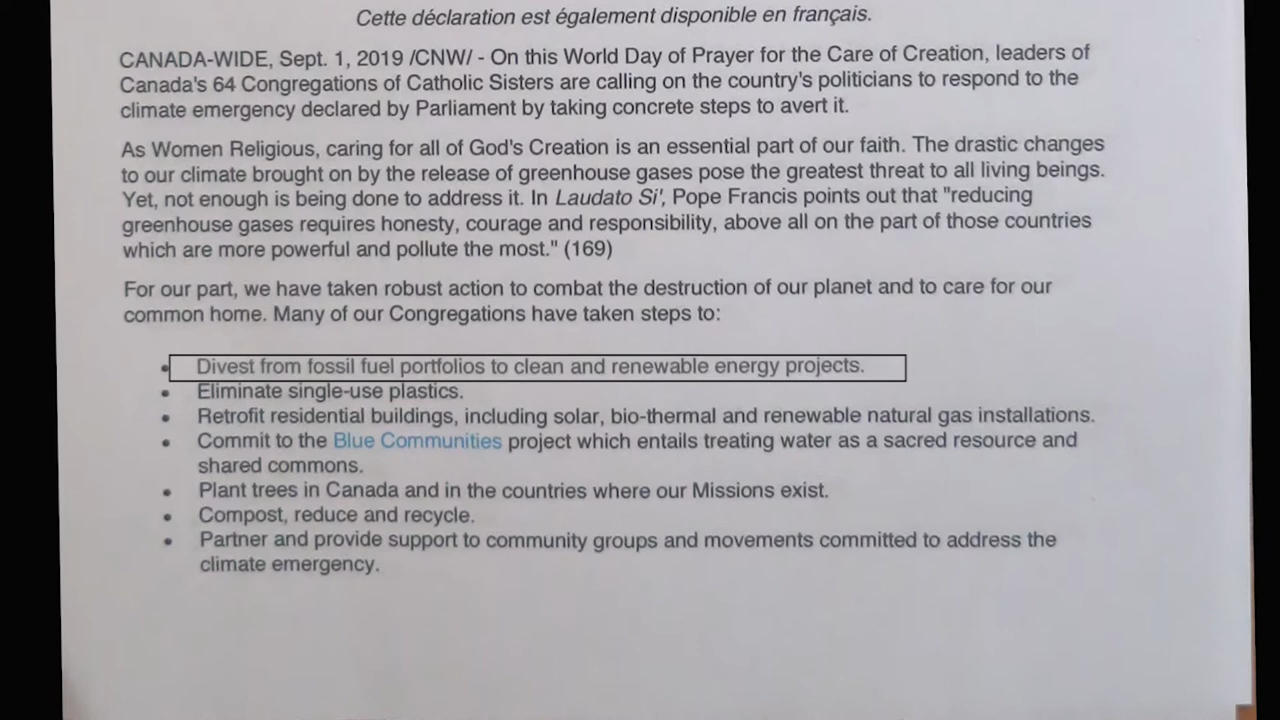 Cette déclaration est également disponible en français.
CANADA-WIDE, Sept. 1, 2019 /CNW/ - On this World Day of Prayer for the Care of Creation, leaders of
Canada's 64 Congregations of Catholic Sisters are calling on the country's politicians to respond to the
climate emergency declared by Parliament by taking concrete steps to avert it.
As Women Religious, caring for all of God's Creation is an essential part of our faith. The drastic changes
to our climate brought on by the release of greenhouse gases pose the greatest threat to all living beings.
Yet, not enough is being done to address it. In Laudato Si', Pope Francis points out that "reducing
greenhouse gases requires honesty, courage and responsibility, above all on the part of those countries
which are more powerful and pollute the most." (169)
For our part, we have taken robust action to combat the destruction of our planet and to care for our
common home. Many of our Congregations have taken steps to:
• Divest from fossil fuel portfolios to clean and renewable energy projects.
• Eliminate single-use plastics.
• Retrofit residential buildings, including solar, bio-thermal and renewable natural gas installations.
• Commit to the Blue Communities project which entails treating water as a sacred resource and
shared commons.
• Plant trees in Canada and in the countries where our Missions exist.
• Compost, reduce and recycle.
• Partner and provide support to community groups and movements committed to address the
climate emergency.